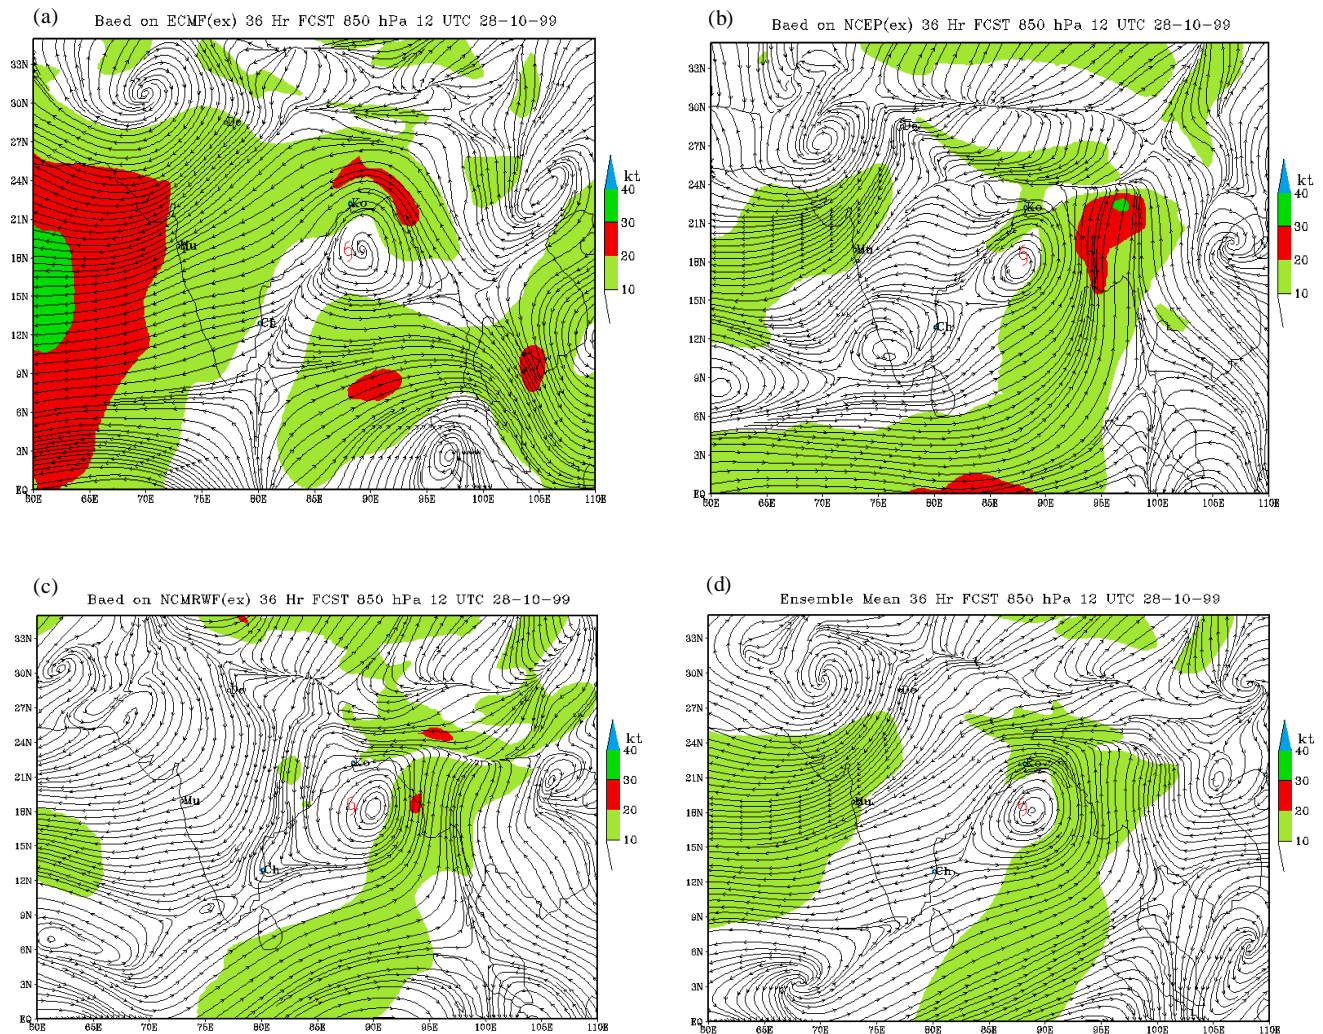 (a)
Baed on ECMF(ex) 36 Hr FCST 850 hPa 12 UTC 28-10-99
33N
30N
27N
24N
21N
18N
15N
12N
9N
6N
3N
EQ
60E 65E 70E 75E 80E 85E 90E 95E 100E 105E 110E
De
Ko
Mu
Ch
kt
40
30
20
10
(b)
Baed on NCEP(ex) 36 Hr FCST 850 hPa 12 UTC 28-10-99
33N
30N
27N
24N
21N
18N
15N
12N
9N
6N
3N
EQ
60E 65E 70E 75E 80E 85E 90E 95E 100E 105E 110E
De
Ko
Mu
Ch
kt
40
30
20
10
(c)
Baed on NCMRWF(ex) 36 Hr FCST 850 hPa 12 UTC 28-10-99
33N
30N
27N
24N
21N
18N
15N
12N
9N
6N
3N
EQ
60E 65E 70E 75E 80E 85E 90E 95E 100E 105E 110E
De
Ko
Mu
Ch
kt
40
30
20
10
(d)
Ensemble Mean 36 Hr FCST 850 hPa 12 UTC 28-10-99
33N
30N
27N
24N
21N
18N
15N
12N
9N
6N
3N
EQ
60E 65E 70E 75E 80E 85E 90E 95E 100E 105E 110E
De
Ko
Mu
Ch
kt
40
30
20
10